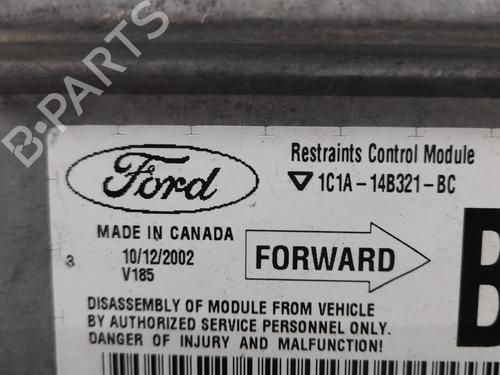 B-PARTS
Ford
Restraints Control Module
1C1A-14B321-BC
MADE IN CANADA
10/12/2002
3
V185
FORWARD
DISASSEMBLY OF MODULE FROM VEHICLE
BY AUTHORIZED SERVICE PERSONNEL ONLY.
DANGER OF INJURY AND MALFUNCTION!